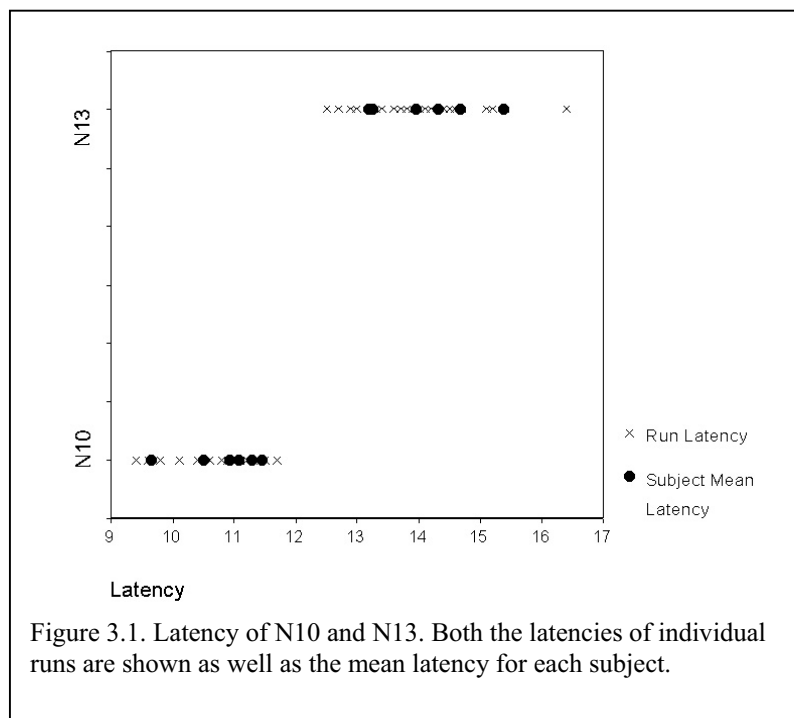 N13
N10
× Run Latency
● Subject Mean
Latency
9 10 11 12 13 14 15 16 17
Latency
Figure 3.1. Latency of N10 and N13. Both the latencies of individual
runs are shown as well as the mean latency for each subject.